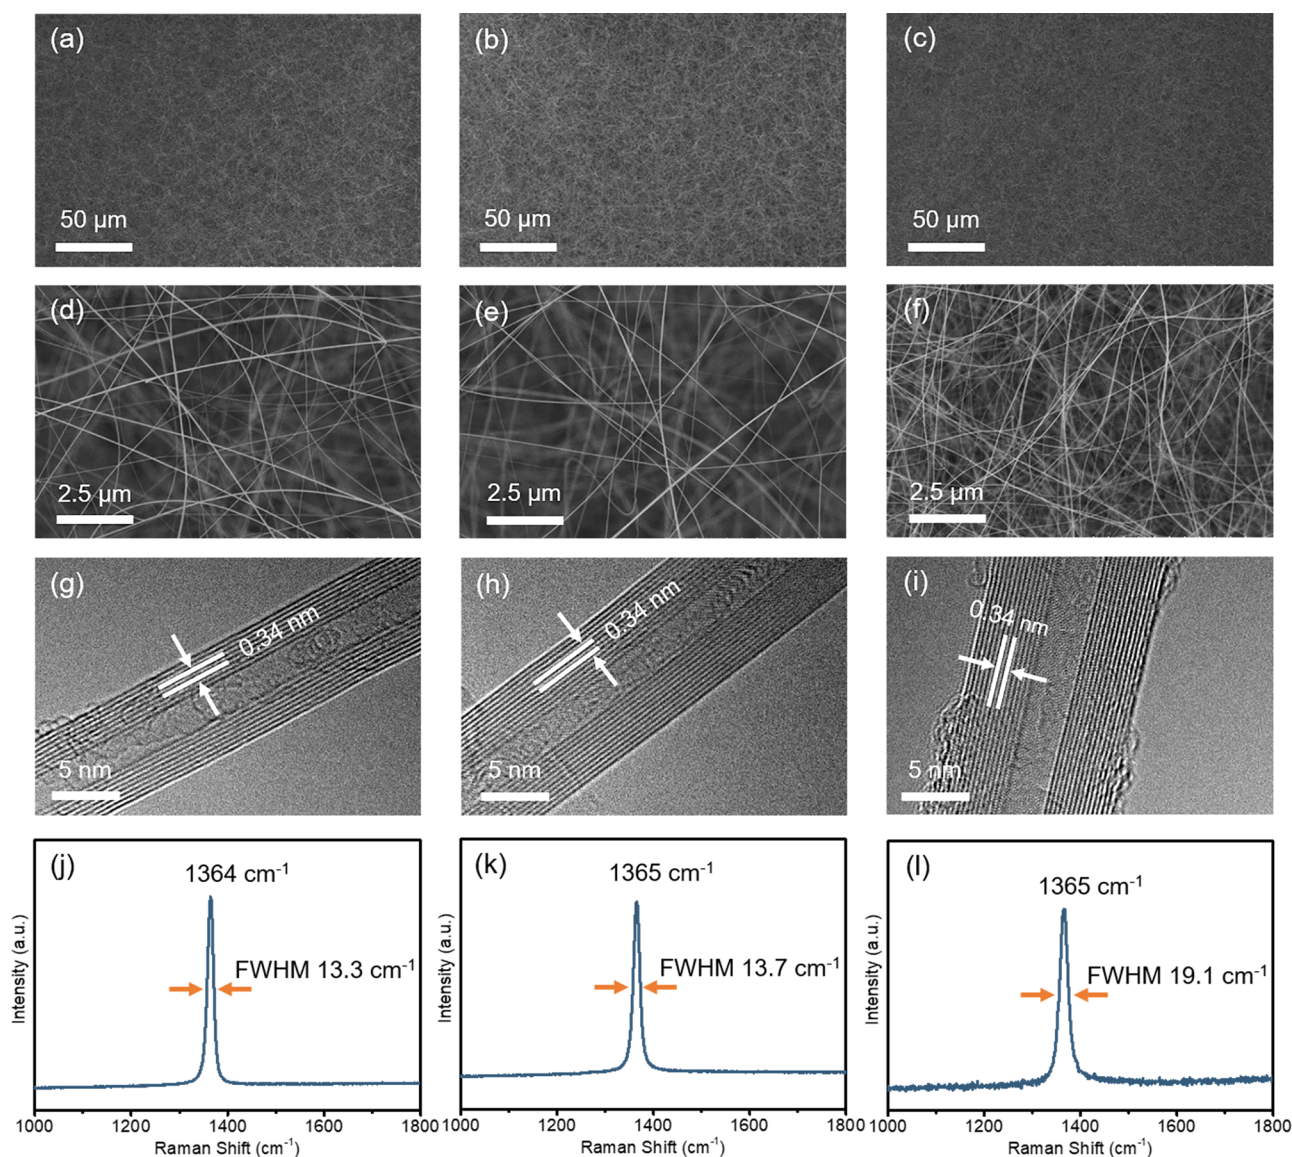 (a)
50 μm
(b)
50 μm
(c)
50 μm
(d)
2.5 μm
(e)
2.5 μm
(f)
2.5 μm
(g)
0.34 nm
5 nm
(h)
0.34 nm
5 nm
(i)
0.34 nm
5 nm
(j)
1364 cm⁻¹
FWHM 13.3 cm⁻¹
Intensity (a.u.)
1000 1200 1400 1600 1800
Raman Shift (cm⁻¹)
(k)
1365 cm⁻¹
FWHM 13.7 cm⁻¹
Intensity (a.u.)
1000 1200 1400 1600 1800
Raman Shift (cm⁻¹)
(l)
1365 cm⁻¹
FWHM 19.1 cm⁻¹
Intensity (a.u.)
1000 1200 1400 1600 1800
Raman Shift (cm⁻¹)